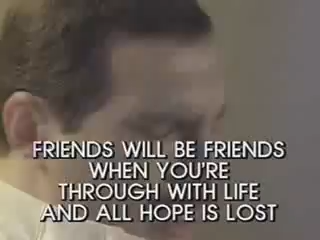 FRIENDS WILL BE FRIENDS
WHEN YOU'RE
THROUGH WITH LIFE
AND ALL HOPE IS LOST